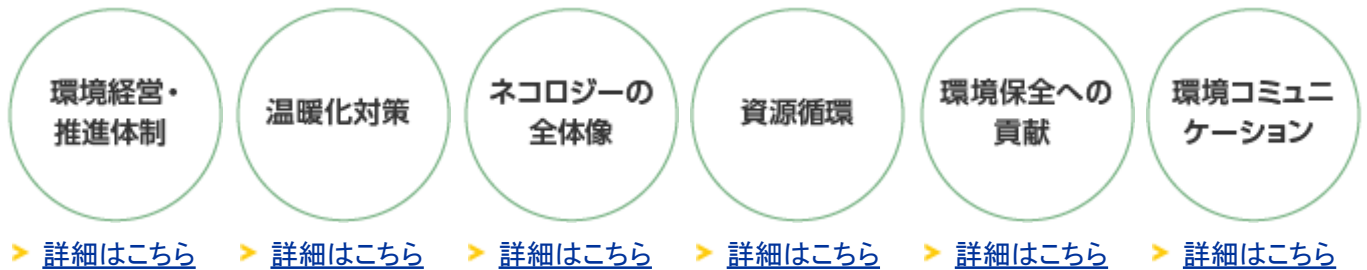 環境経営・
推進体制
温暖化対策
ネコロジーの
全体像
資源循環
環境保全への
貢献
環境コミュニ
ケーション
> 詳細はこちら
> 詳細はこちら
> 詳細はこちら
> 詳細はこちら
> 詳細はこちら
> 詳細はこちら